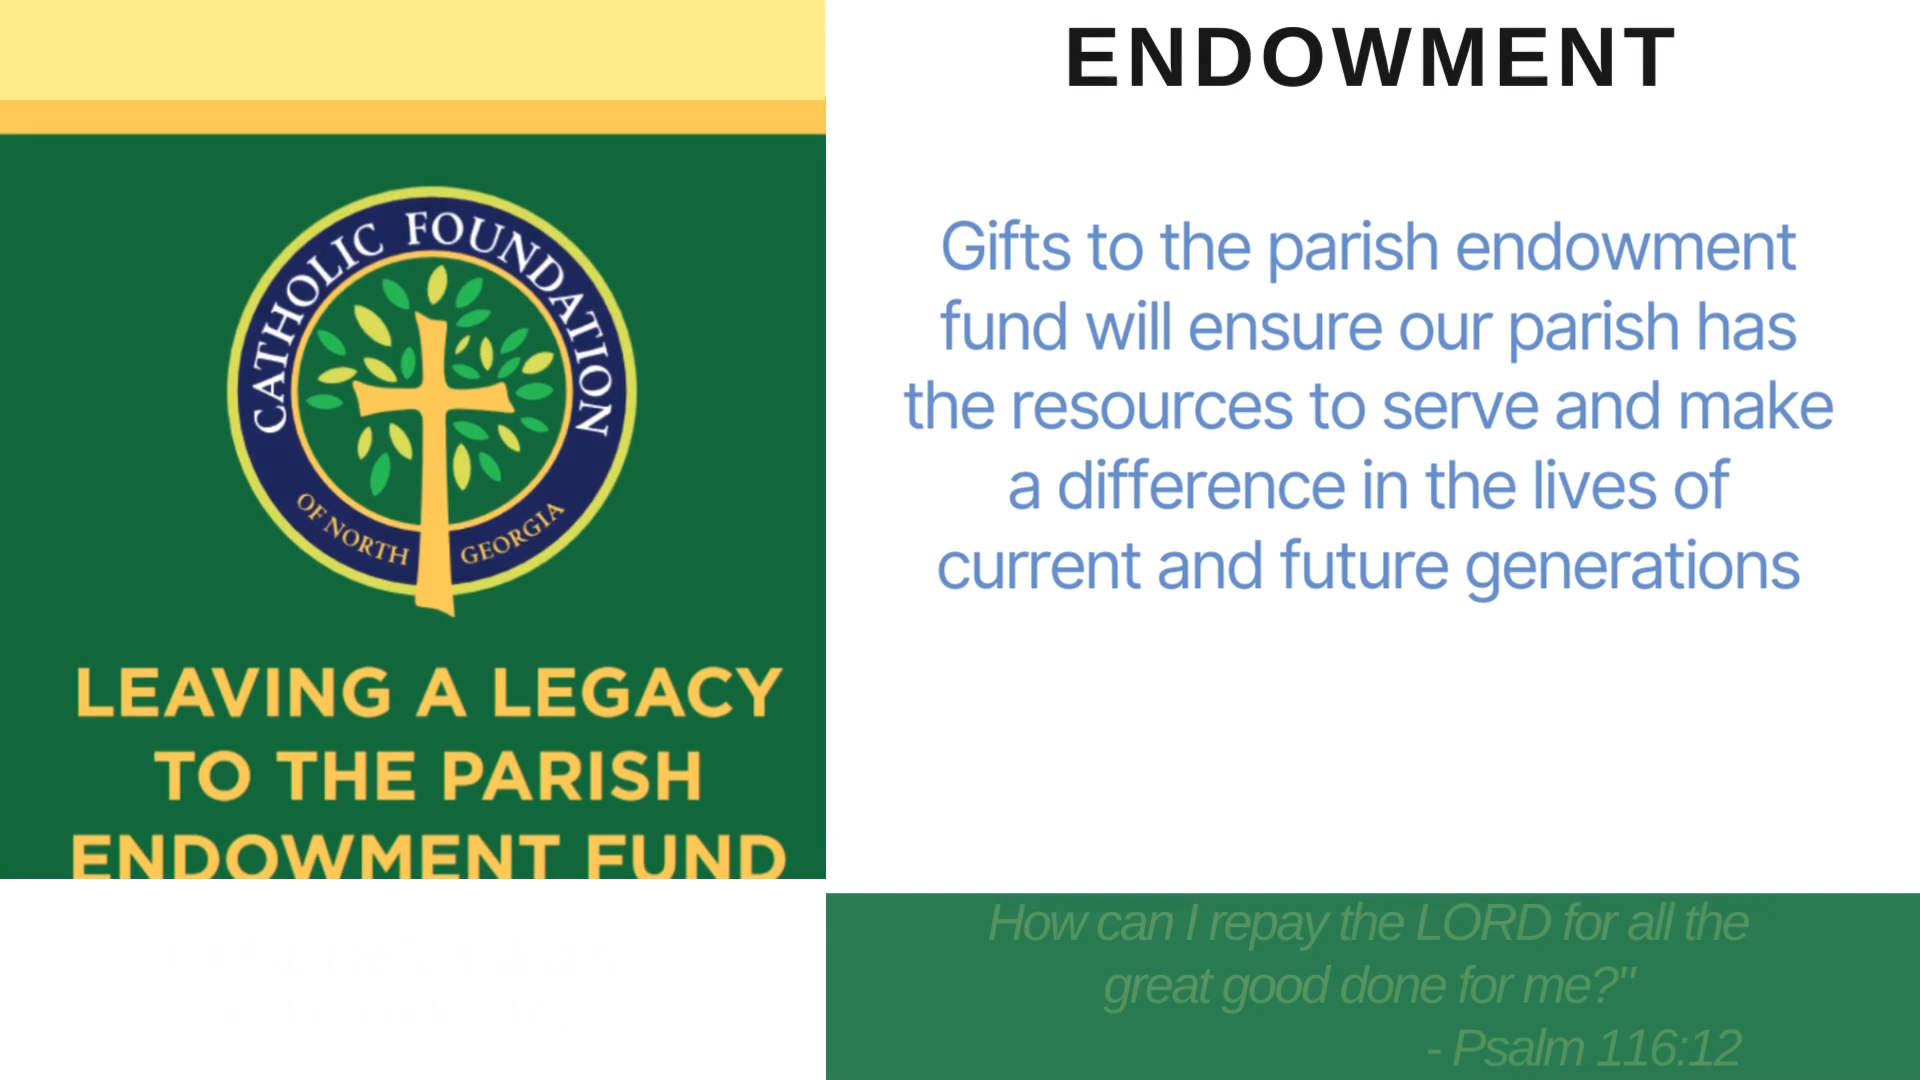 CATHOLIC FOUNDATION
OF NORTH GEORGIA
LEAVING A LEGACY
TO THE PARISH
ENDOWMENT FUND
ENDOWMENT
Gifts to the parish endowment
fund will ensure our parish has
the resources to serve and make
a difference in the lives of
current and future generations
How can I repay the LORD for all the
great good done for me?"
- Psalm 116:12